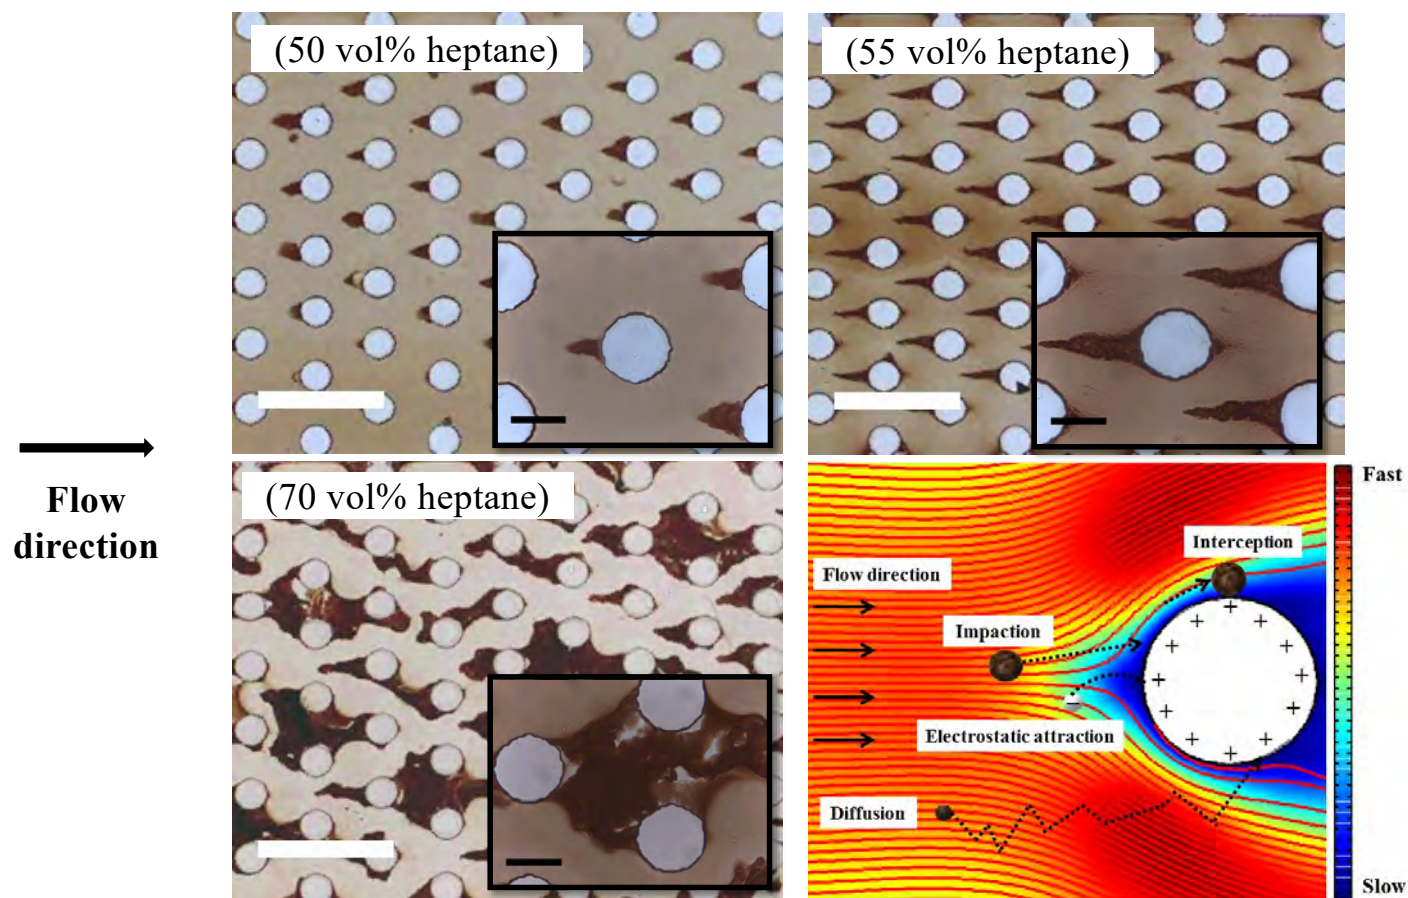 (50 vol% heptane)
(55 vol% heptane)
Flow
direction
(70 vol% heptane)
Fast
Interception
Flow direction
Impaction
+ + + + + + + + + + + +
−
Electrostatic attraction
Diffusion
Slow